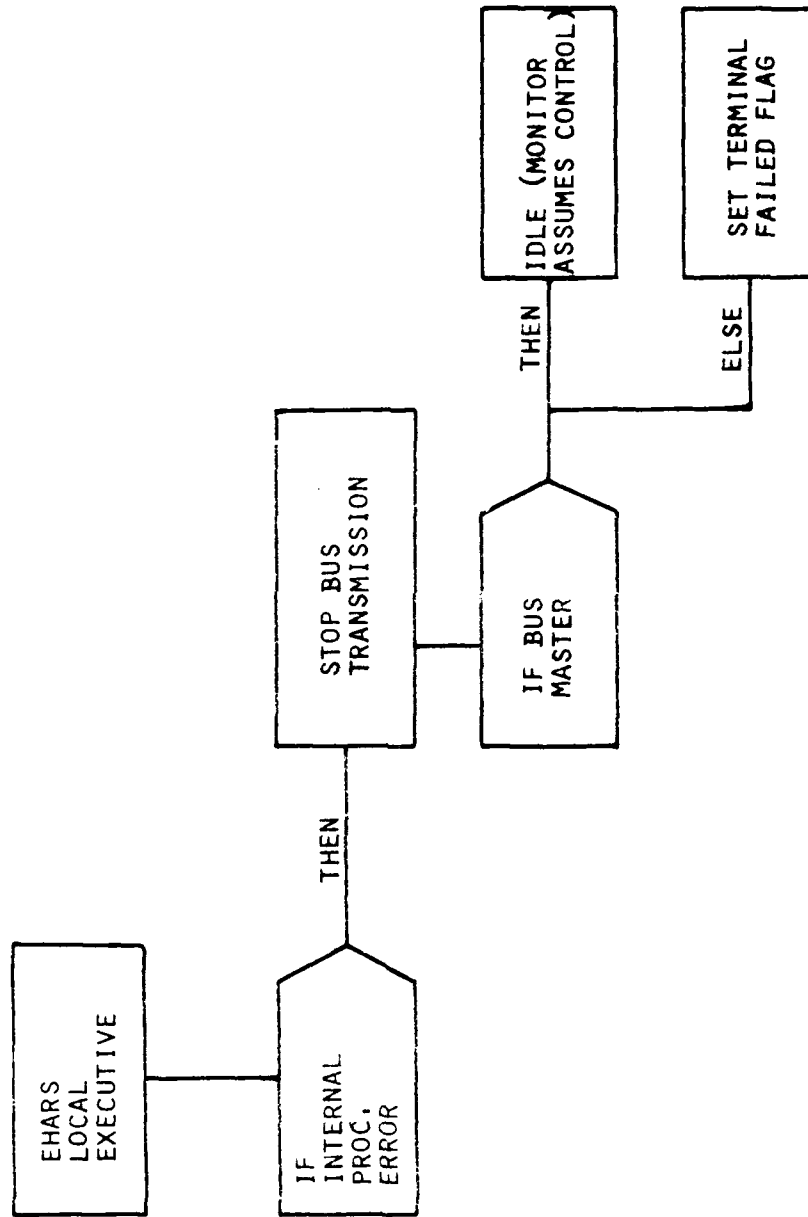 EHARS
LOCAL
EXECUTIVE
IF
INTERNAL
PROC.
ERROR
THEN
STOP BUS
TRANSMISSION
IF BUS
MASTER
THEN
IDLE (MONITOR
ASSUMES CONTROL)
ELSE
SET TERMINAL
FAILED FLAG